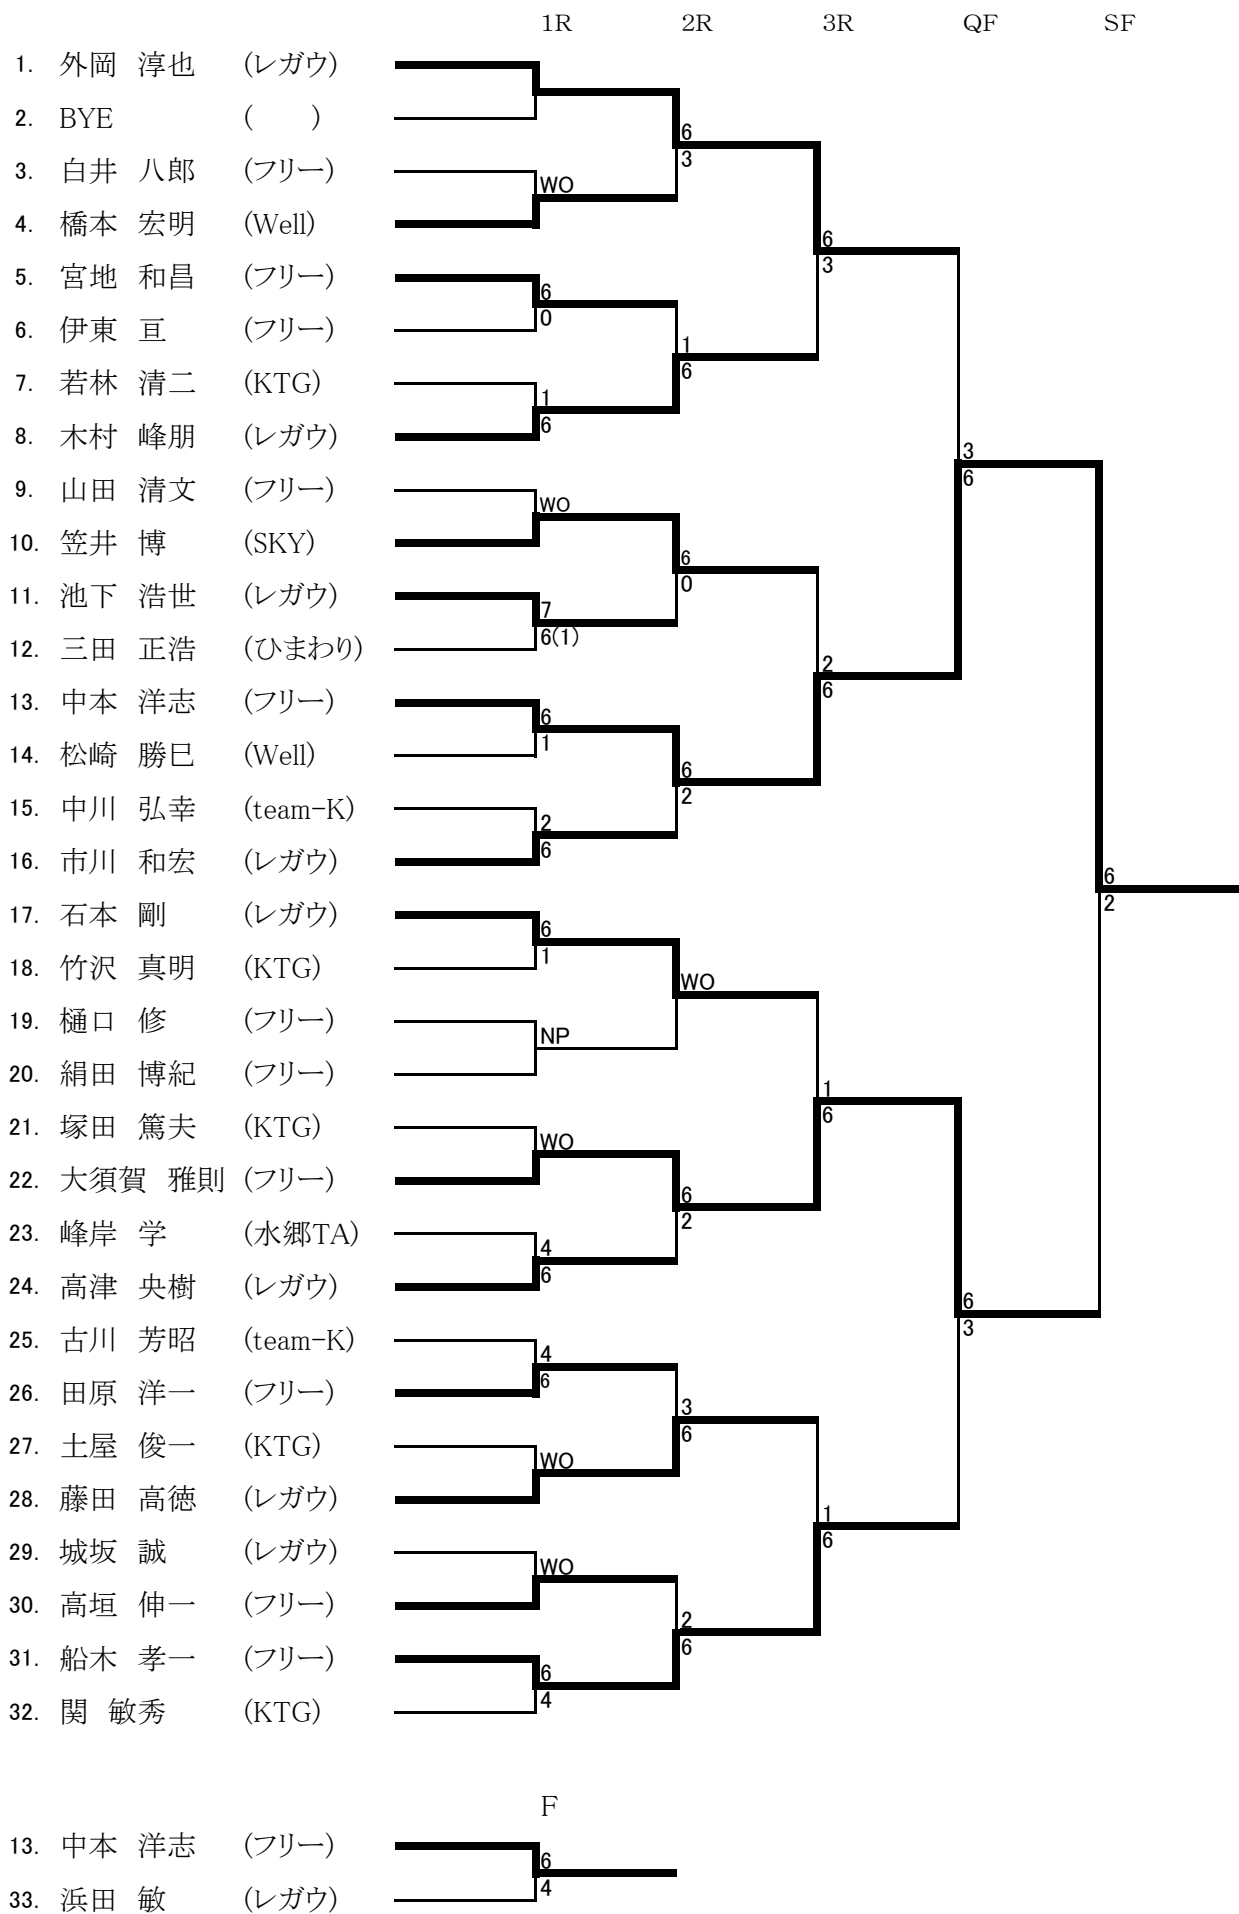 1R 2R 3R QF SF
1. 外岡 淳也 (レガウ)
2. BYE ( )
6
3
3. 白井 八郎 (フリー)
WO
4. 橋本 宏明 (Well)
6
3
5. 宮地 和昌 (フリー)
6
0
6. 伊東 亘 (フリー)
1
6
7. 若林 清二 (KTG)
1
6
8. 木村 峰朋 (レガウ)
3
6
9. 山田 清文 (フリー)
WO
10. 笠井 博 (SKY)
6
0
11. 池下 浩世 (レガウ)
7
6(1)
12. 三田 正浩 (ひまわり)
2
6
13. 中本 洋志 (フリー)
6
1
14. 松崎 勝巳 (Well)
6
2
15. 中川 弘幸 (team-K)
2
6
16. 市川 和宏 (レガウ)
6
2
17. 石本 剛 (レガウ)
6
1
18. 竹沢 真明 (KTG)
WO
19. 樋口 修 (フリー)
NP
20. 絹田 博紀 (フリー)
1
6
21. 塚田 篤夫 (KTG)
WO
22. 大須賀 雅則 (フリー)
6
2
23. 峰岸 学 (水郷TA)
4
6
24. 高津 央樹 (レガウ)
6
3
25. 古川 芳昭 (team-K)
4
6
26. 田原 洋一 (フリー)
3
6
27. 土屋 俊一 (KTG)
WO
28. 藤田 高徳 (レガウ)
1
6
29. 城坂 誠 (レガウ)
WO
30. 高垣 伸一 (フリー)
2
6
31. 船木 孝一 (フリー)
6
4
32. 関 敏秀 (KTG)
F
13. 中本 洋志 (フリー)
6
4
33. 浜田 敏 (レガウ)